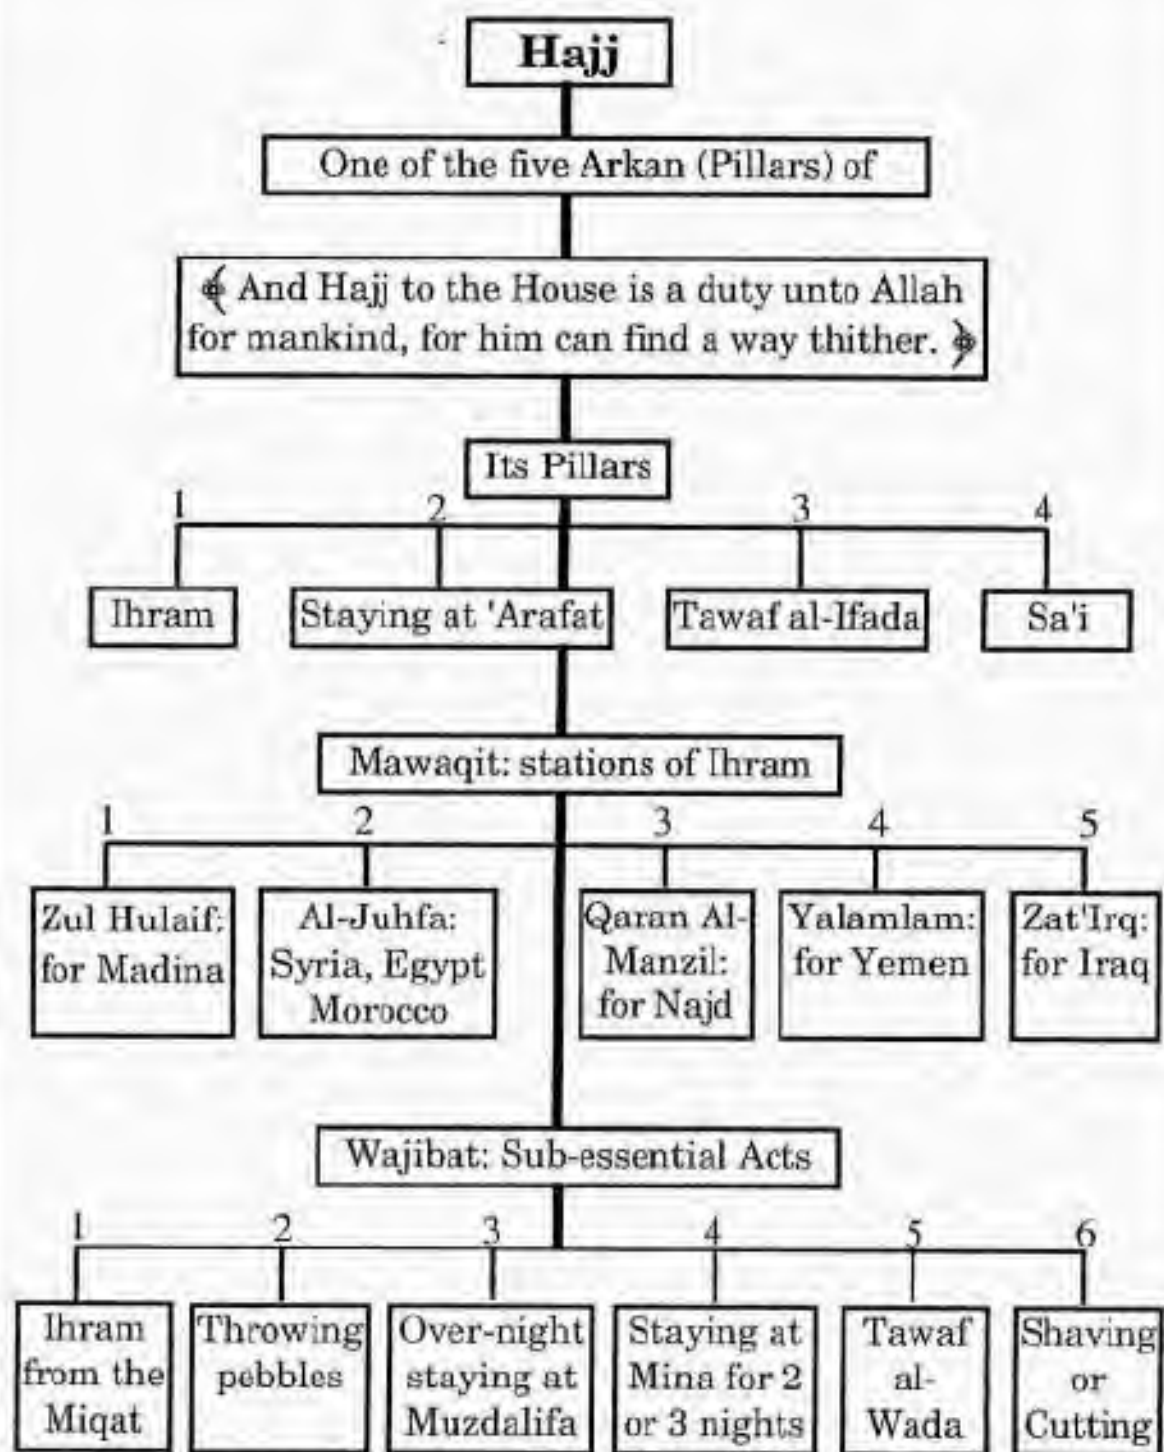 Hajj
One of the five Arkan (Pillars) of
﴾ And Hajj to the House is a duty unto Allah
for mankind, for him can find a way thither. ﴿
Its Pillars
1 2 3 4
Ihram
Staying at 'Arafat
Tawaf al-Ifada
Sa'i
Mawaqit: stations of Ihram
1 2 3 4 5
Zul Hulaif:
for Madina
Al-Juhfa:
Syria, Egypt
Morocco
Qaran Al-
Manzil:
for Najd
Yalamlam:
for Yemen
Zat'Irq:
for Iraq
Wajibat: Sub-essential Acts
1 2 3 4 5 6
Ihram
from the
Miqat
Throwing
pebbles
Over-night
staying at
Muzdalifa
Staying at
Mina for 2
or 3 nights
Tawaf
al-
Wada
Shaving
or
Cutting